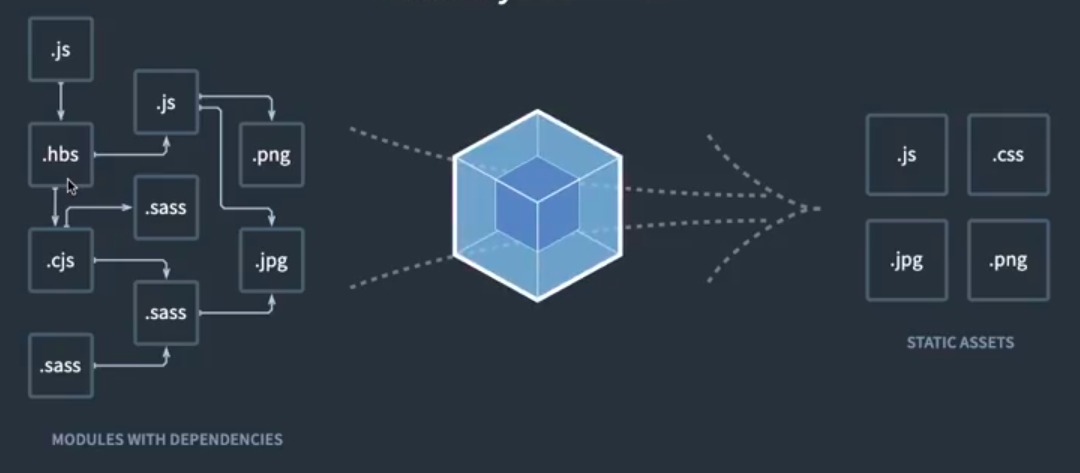 .js
.js
.hbs
.png
.sass
.cjs
.jpg
.sass
.sass
MODULES WITH DEPENDENCIES
.js
.css
.jpg
.png
STATIC ASSETS